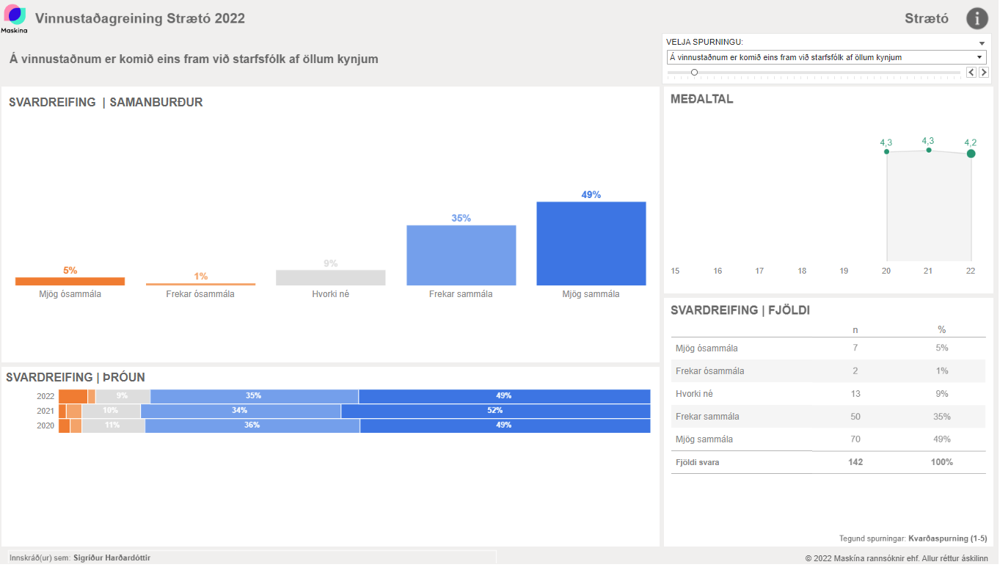 Maskína
Vinnustaðagreining Strætó 2022
Strætó
i
Á vinnustaðnum er komið eins fram við starfsfólk af öllum kynjum
VELJA SPURNINGU:
Á vinnustaðnum er komið eins fram við starfsfólk af öllum kynjum
SVARDREIFING | SAMANBURÐUR
5%
1%
9%
35%
49%
Mjög ósammála
Frekar ósammála
Hvorki né
Frekar sammála
Mjög sammála
SVARDREIFING | ÞRÓUN
2022 9% 35% 49%
2021 10% 34% 52%
2020 11% 36% 49%
MEÐALTAL
4,3 4,3 4,2
15 16 17 18 19 20 21 22
SVARDREIFING | FJÖLDI
n %
Mjög ósammála 7 5%
Frekar ósammála 2 1%
Hvorki né 13 9%
Frekar sammála 50 35%
Mjög sammála 70 49%
Fjöldi svara 142 100%
Tegund spurningar: Kvarðaspurning (1-5)
Innskráð(ur) sem: Sigríður Harðardóttir
© 2022 Maskína rannsóknir ehf. Allur réttur áskilinn